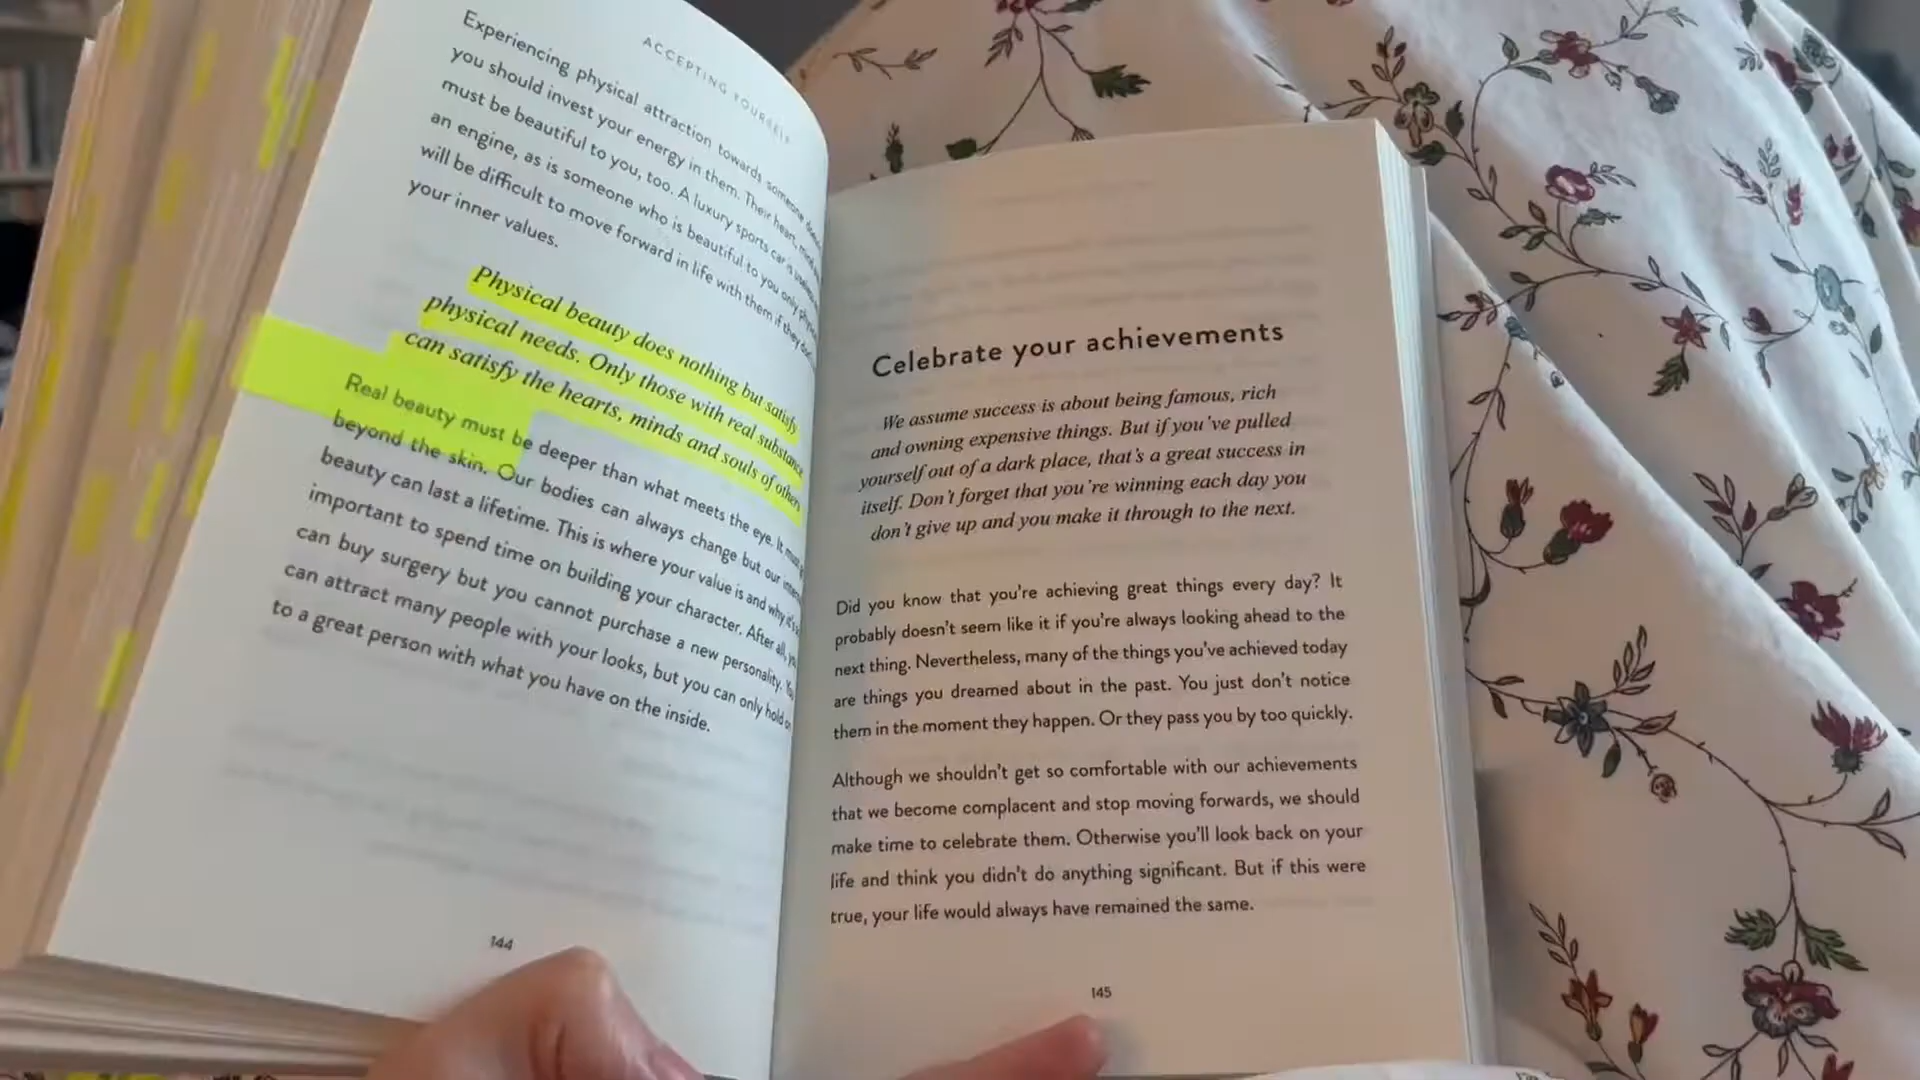 ACCEPTING YOURSELF
Experiencing physical attraction towards someone doesn't
you should invest your energy in them. Their heart, mind
must be beautiful to you, too. A luxury sports car is useless
an engine, as is someone who is beautiful to you only
will be difficult to move forward in life with them if they don't
your inner values.
Physical beauty does nothing but satisfy
physical needs. Only those with real substance
can satisfy the hearts, minds and souls of others
Real beauty must be deeper than what meets the eye. It must
beyond the skin. Our bodies can always change but our
beauty can last a lifetime. This is where your value is and why it's
important to spend time on building your character. After all,
can buy surgery but you cannot purchase a new personality. You
can attract many people with your looks, but you can only hold
to a great person with what you have on the inside.
144
Celebrate your achievements
We assume success is about being famous, rich
and owning expensive things. But if you've pulled
yourself out of a dark place, that's a great success in
itself. Don't forget that you're winning each day you
don't give up and you make it through to the next.
Did you know that you're achieving great things every day? It
probably doesn't seem like it if you're always looking ahead to the
next thing. Nevertheless, many of the things you've achieved today
are things you dreamed about in the past. You just don't notice
them in the moment they happen. Or they pass you by too quickly.
Although we shouldn't get so comfortable with our achievements
that we become complacent and stop moving forwards, we should
make time to celebrate them. Otherwise you'll look back on your
life and think you didn't do anything significant. But if this were
true, your life would always have remained the same.
145